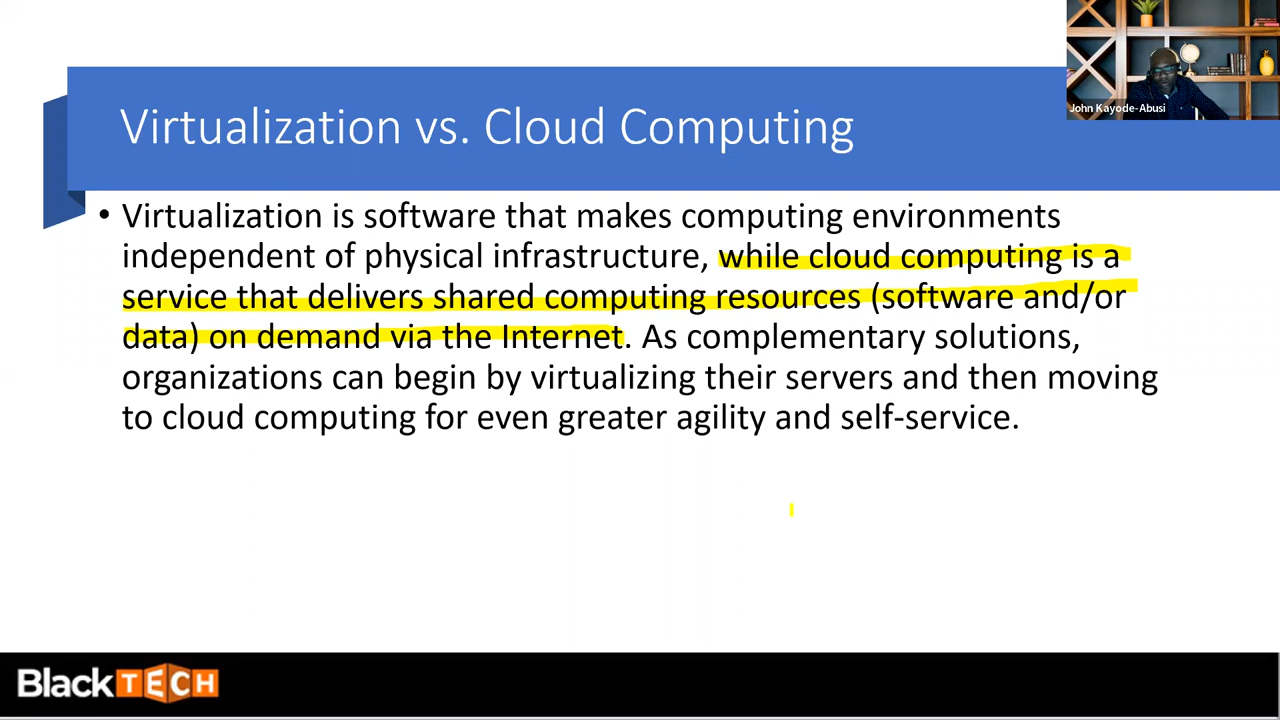 John Kayode-Abusi
Virtualization vs. Cloud Computing
• Virtualization is software that makes computing environments
independent of physical infrastructure, while cloud computing is a
service that delivers shared computing resources (software and/or
data) on demand via the Internet. As complementary solutions,
organizations can begin by virtualizing their servers and then moving
to cloud computing for even greater agility and self-service.
BlackTECH